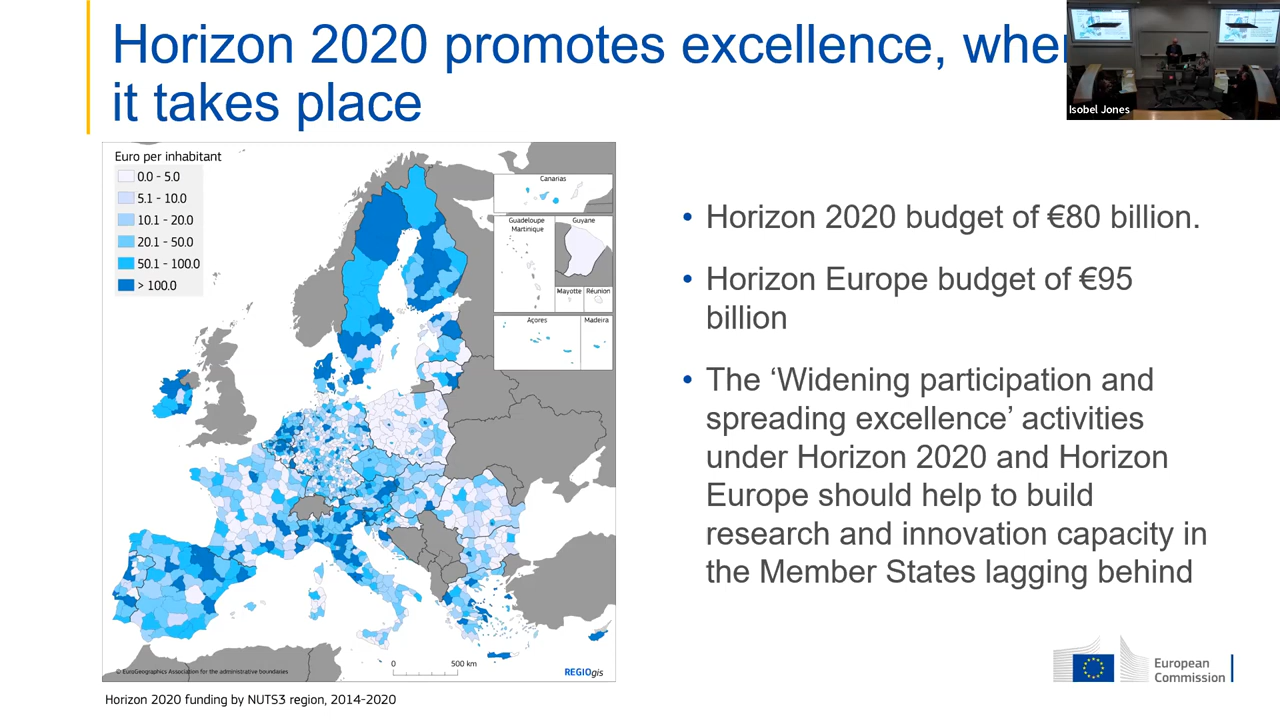 Horizon 2020 promotes excellence, wher
it takes place
Isobel Jones
Euro per inhabitant
0.0 - 5.0
5.1 - 10.0
10.1 - 20.0
20.1 - 50.0
50.1 - 100.0
> 100.0
Canarias
Guadeloupe
Martinique
Guyane
Mayotte
Réunion
Açores
Madeira
© EuroGeographics Association for the administrative boundaries
0
500 km
REGIOgis
Horizon 2020 funding by NUTS3 region, 2014-2020
• Horizon 2020 budget of €80 billion.
• Horizon Europe budget of €95
billion
• The ‘Widening participation and
spreading excellence’ activities
under Horizon 2020 and Horizon
Europe should help to build
research and innovation capacity in
the Member States lagging behind
European
Commission